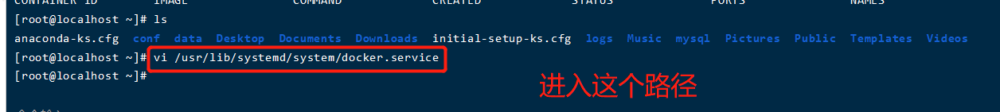 CONTAINER ID IMAGE COMMAND CREATED STATUS PORTS NAMES
[root@localhost ~]# ls
anaconda-ks.cfg conf data Desktop Documents Downloads initial-setup-ks.cfg logs Music mysql Pictures Public Templates Videos
[root@localhost ~]# vi /usr/lib/systemd/system/docker.service
[root@localhost ~]#
进入这个路径